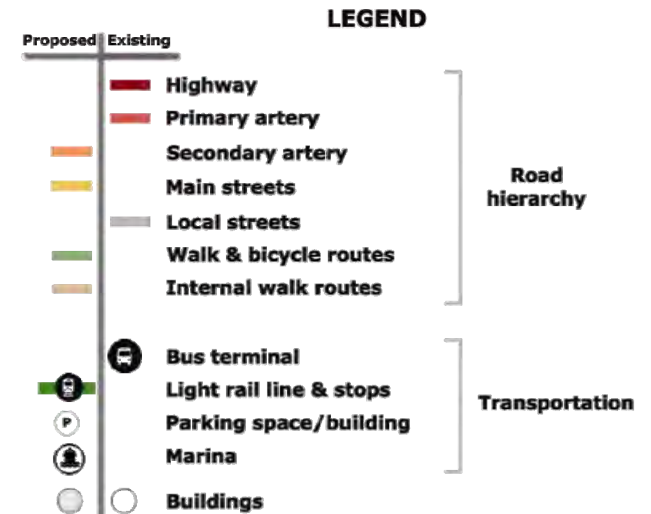 LEGEND
Proposed Existing
Highway
Primary artery
Secondary artery
Main streets
Local streets
Walk & bicycle routes
Internal walk routes
Road
hierarchy
Bus terminal
Light rail line & stops
P Parking space/building
Marina
Transportation
Buildings